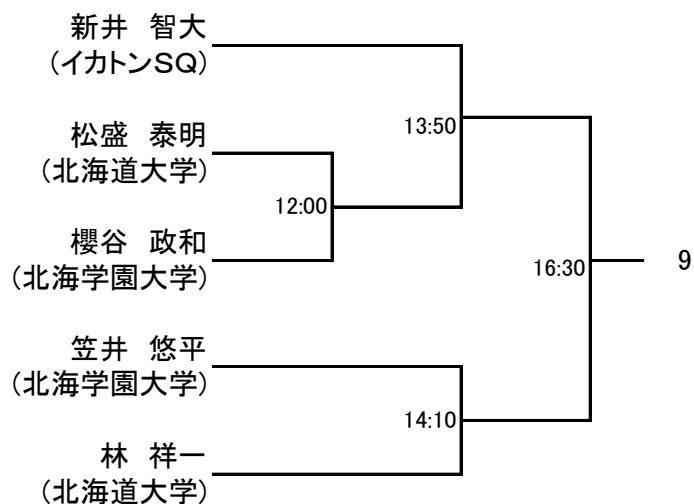 新井 智大
(イカトンSQ)
13:50
松盛 泰明
(北海道大学)
12:00
櫻谷 政和
(北海学園大学)
16:30
9
笠井 悠平
(北海学園大学)
14:10
林 祥一
(北海道大学)